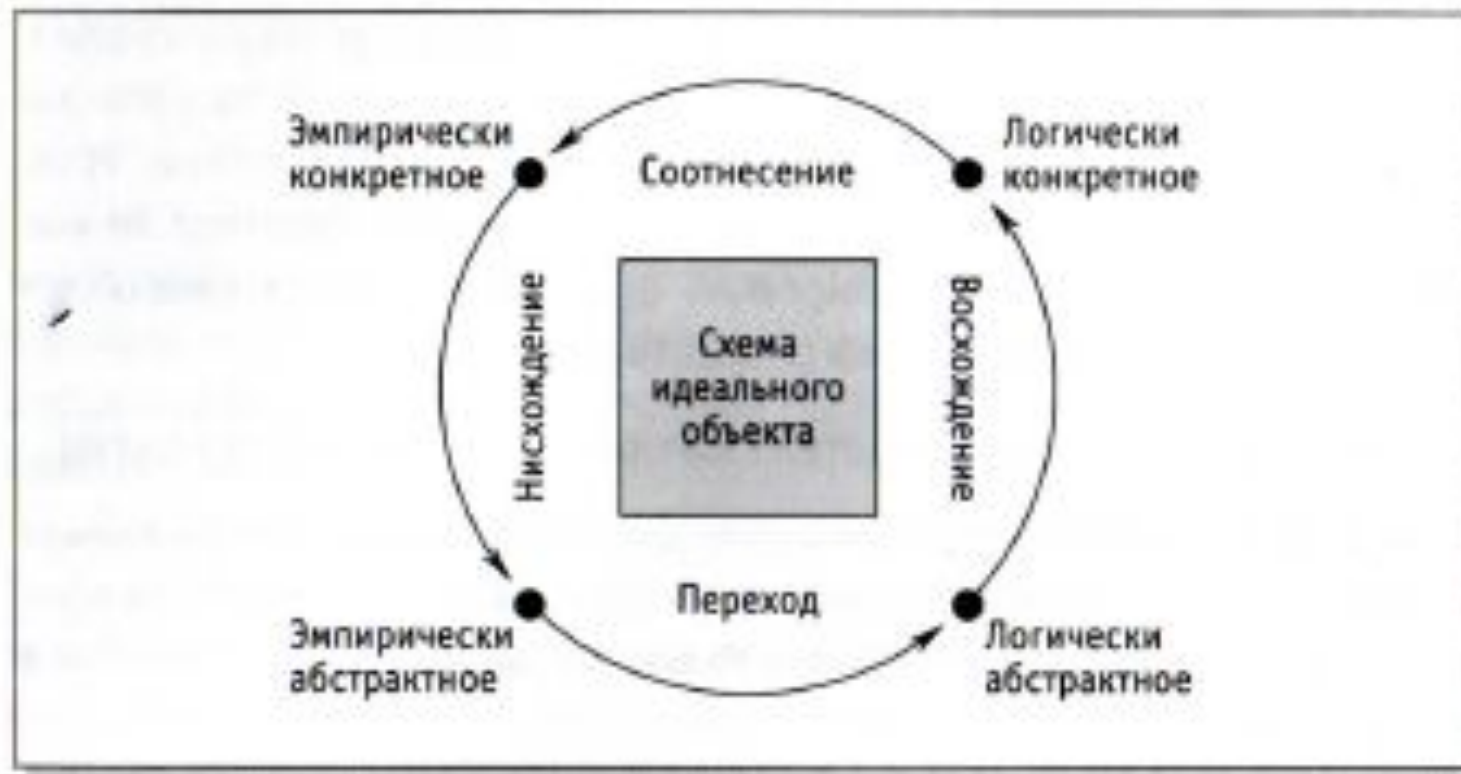 Эмпирически
конкретное
Соотнесение
Логически
конкретное
Нисхождение
Схема
идеального
объекта
Восхождение
Переход
Эмпирически
абстрактное
Логически
абстрактное